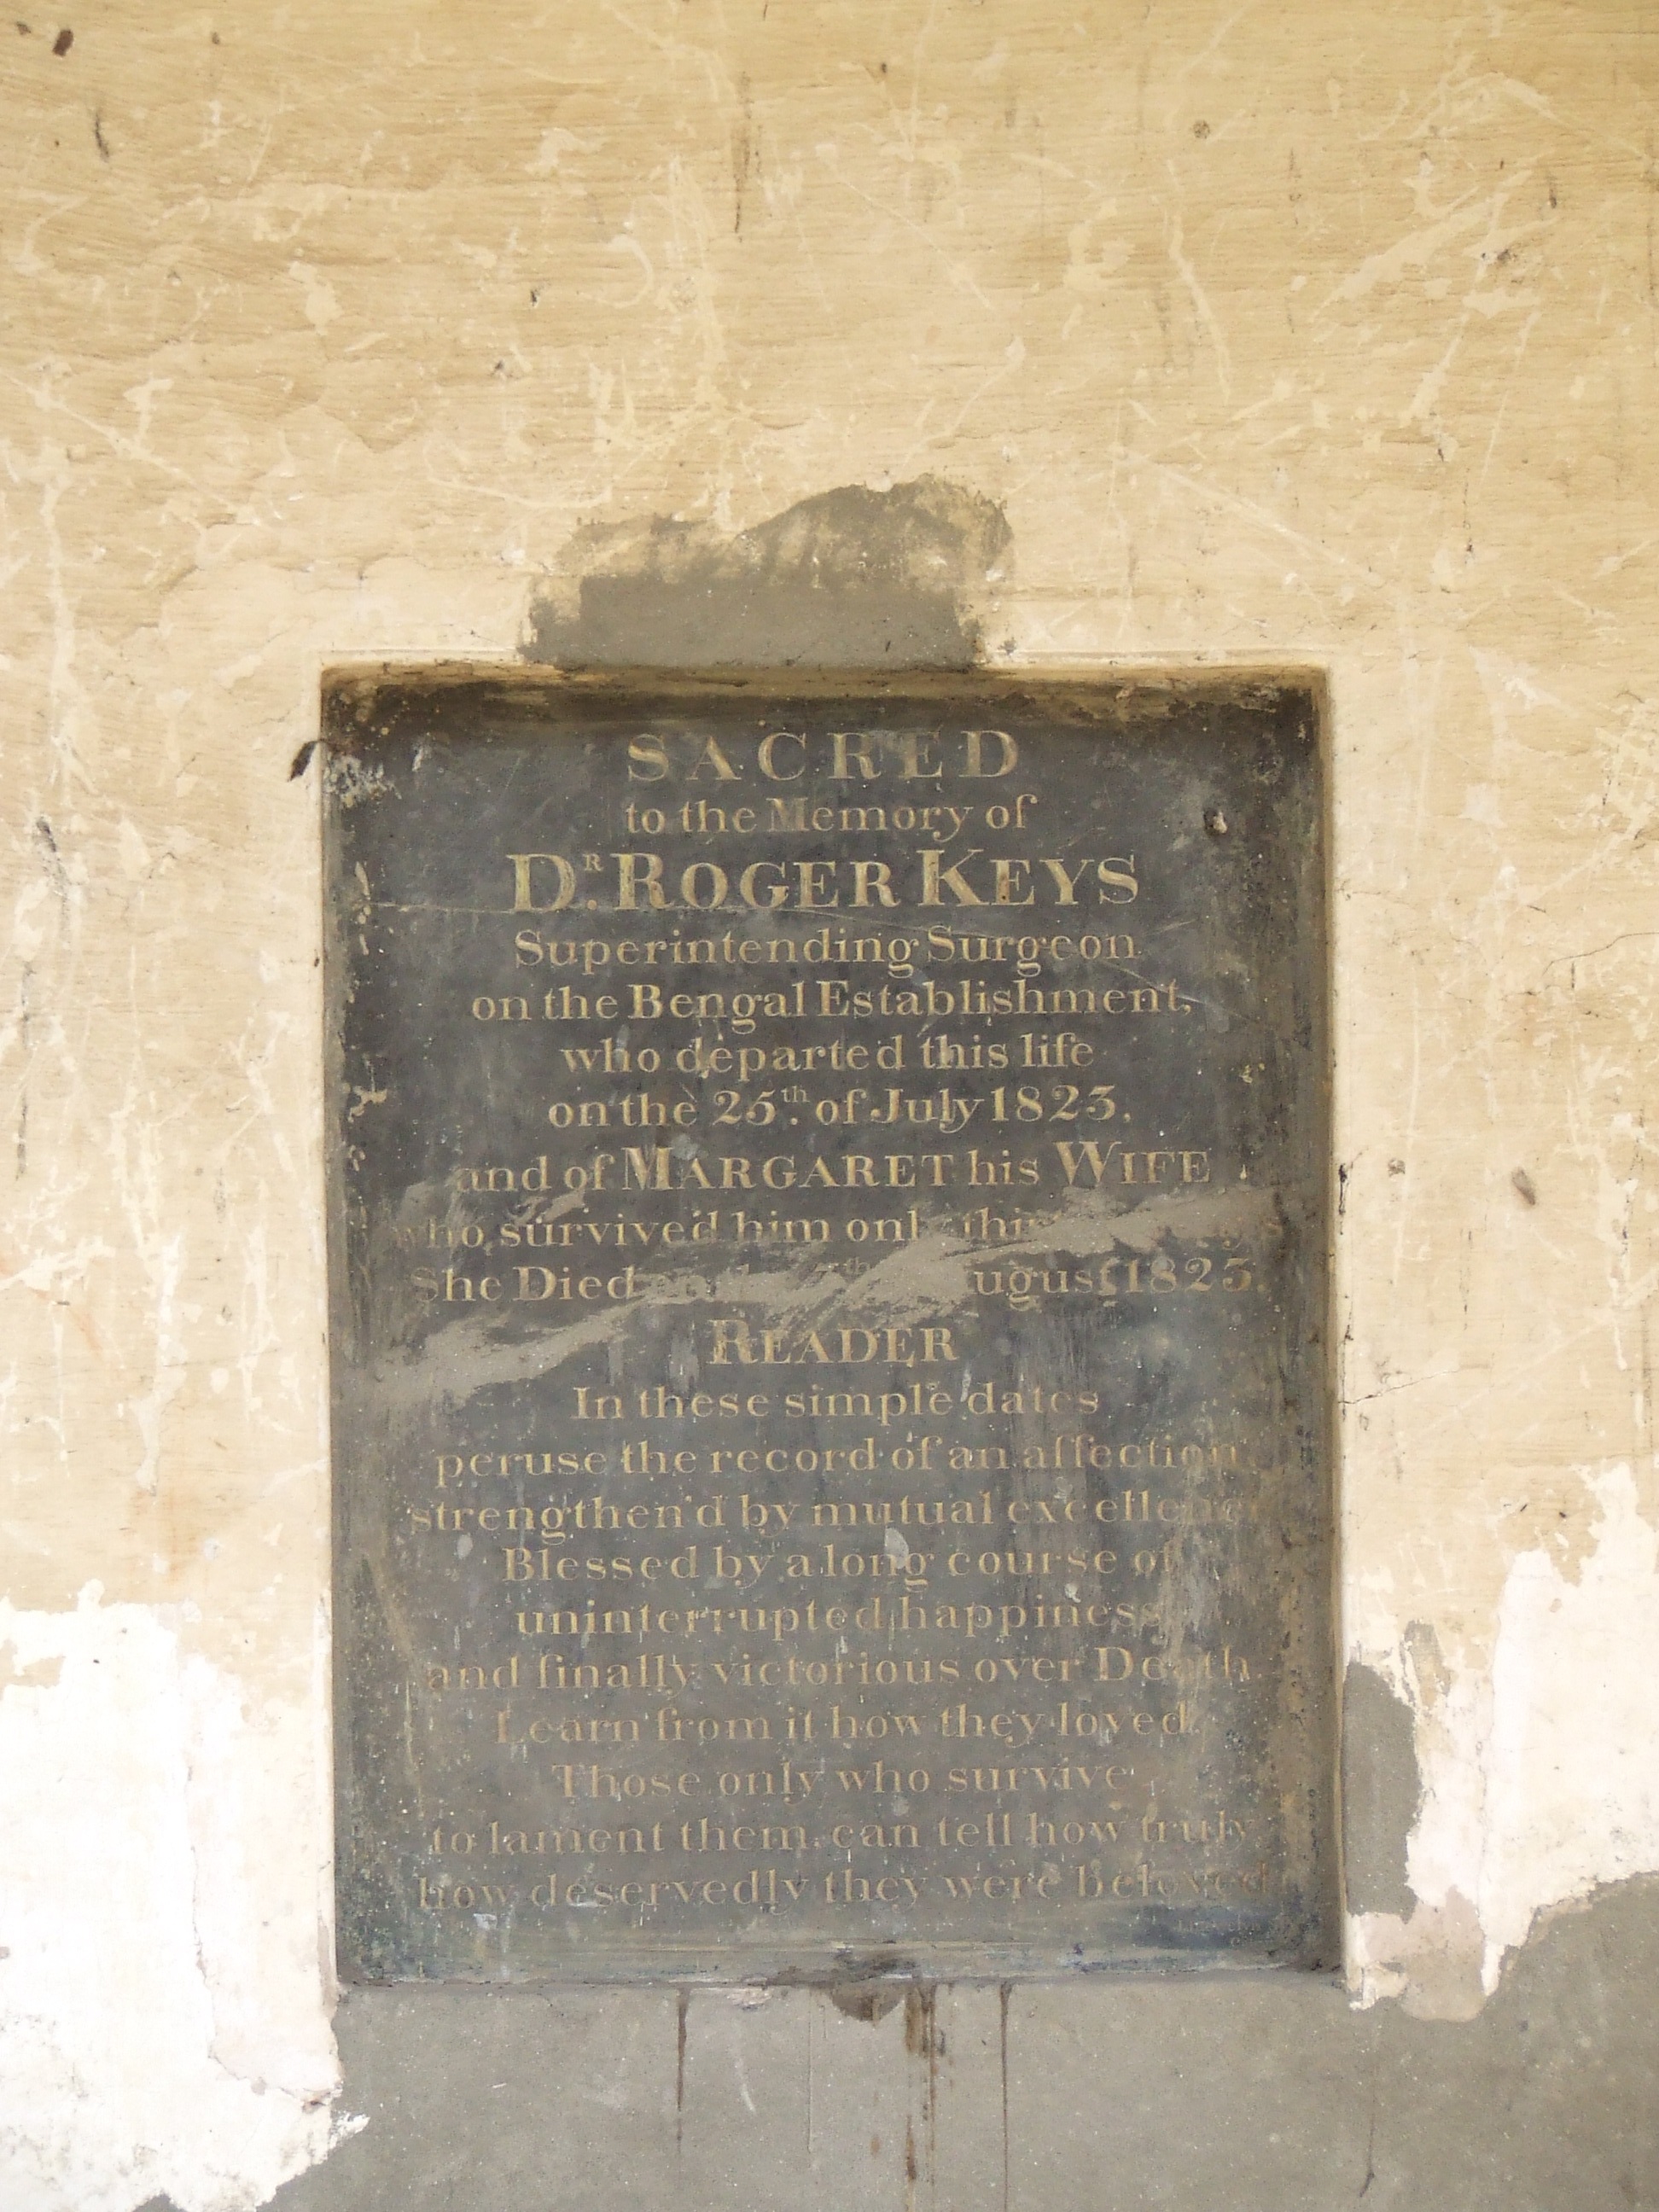 SACRED
to the Memory of
DR. ROGER KEYS
Superintending Surgeon
on the Bengal Establishment,
who departed this life
on the 25th. of July 1823,
and of MARGARET his WIFE
who survived him only
She Died August 1823.
READER
In these simple dates
peruse the record of an affection,
strengthen'd by mutual excellence
Blessed by a long course of
uninterrupted happiness
and finally victorious over Death.
Learn from it how they loved,
Those only who survive
to lament them, can tell how truly
how deservedly they were beloved